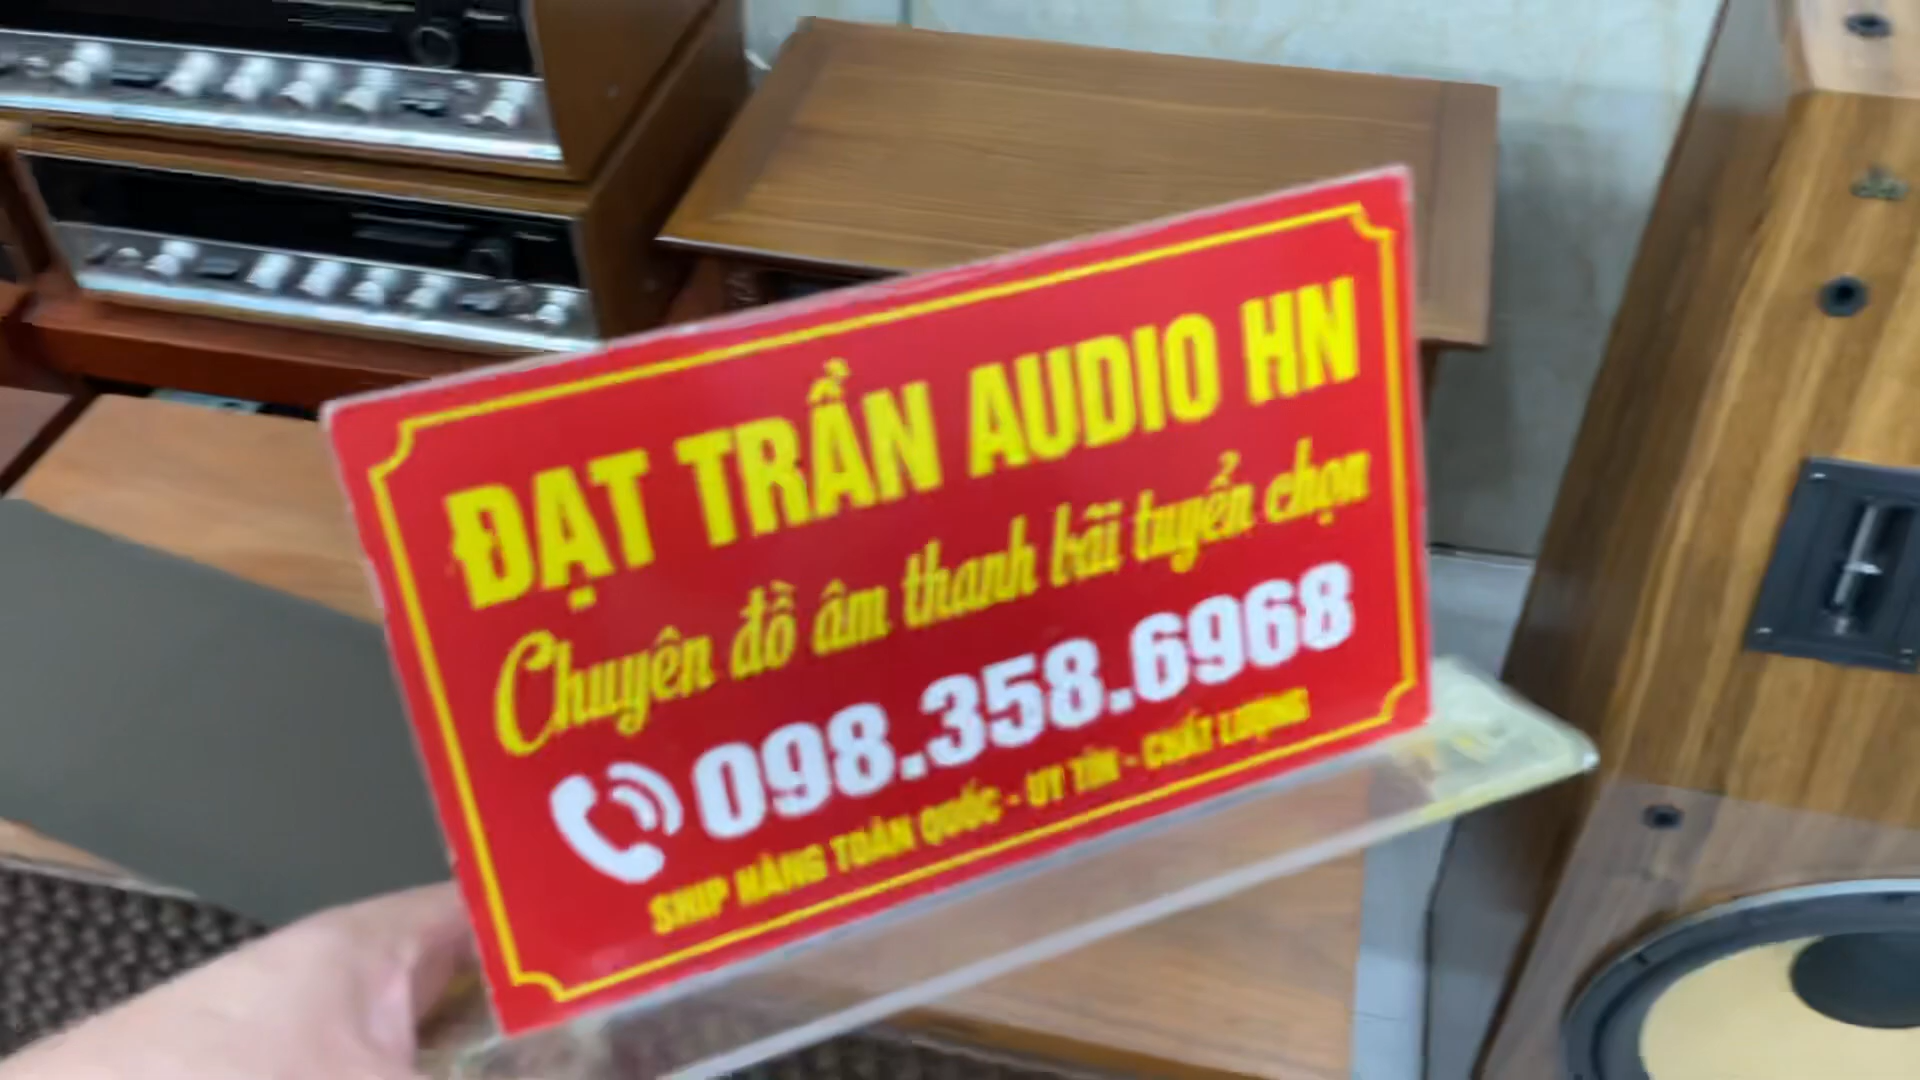 ĐẠT TRẦN AUDIO HN
Chuyên đồ âm thanh bãi tuyển chọn
098.358.6968
SHIP HÀNG TOÀN QUỐC - UY TÍN - CHẤT LƯỢNG